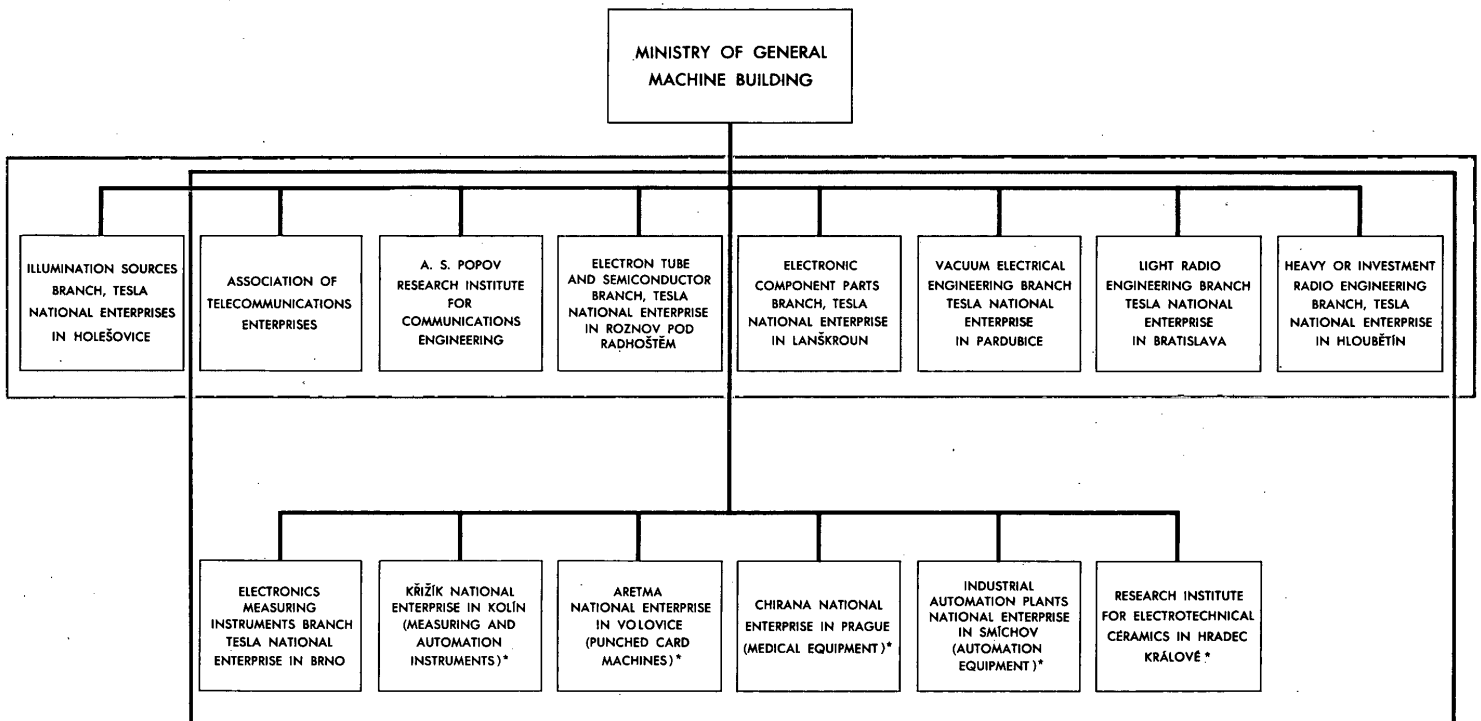 MINISTRY OF GENERAL
MACHINE BUILDING
ILLUMINATION SOURCES
BRANCH, TESLA
NATIONAL ENTERPRISES
IN HOLEŠOVICE
ASSOCIATION OF
TELECOMMUNICATIONS
ENTERPRISES
A. S. POPOV
RESEARCH INSTITUTE
FOR
COMMUNICATIONS
ENGINEERING
ELECTRON TUBE
AND SEMICONDUCTOR
BRANCH, TESLA
NATIONAL ENTERPRISE
IN ROZNOV POD
RADHOŠTĚM
ELECTRONIC
COMPONENT PARTS
BRANCH, TESLA
NATIONAL ENTERPRISE
IN LANŠKROUN
VACUUM ELECTRICAL
ENGINEERING BRANCH
TESLA NATIONAL
ENTERPRISE
IN PARDUBICE
LIGHT RADIO
ENGINEERING BRANCH
TESLA NATIONAL
ENTERPRISE
IN BRATISLAVA
HEAVY OR INVESTMENT
RADIO ENGINEERING
BRANCH, TESLA
NATIONAL ENTERPRISE
IN HLOUBĚTÍN
ELECTRONICS
MEASURING
INSTRUMENTS BRANCH
TESLA NATIONAL
ENTERPRISE IN BRNO
KŘIŽÍK NATIONAL
ENTERPRISE IN KOLÍN
(MEASURING AND
AUTOMATION
INSTRUMENTS)*
ARETMA
NATIONAL ENTERPRISE
IN VOLOVICE
(PUNCHED CARD
MACHINES)*
CHIRANA NATIONAL
ENTERPRISE IN PRAGUE
(MEDICAL EQUIPMENT)*
INDUSTRIAL
AUTOMATION PLANTS
NATIONAL ENTERPRISE
IN SMÍCHOV
(AUTOMATION
EQUIPMENT)*
RESEARCH INSTITUTE
FOR ELECTROTECHNICAL
CERAMICS IN HRADEC
KRÁLOVÉ*